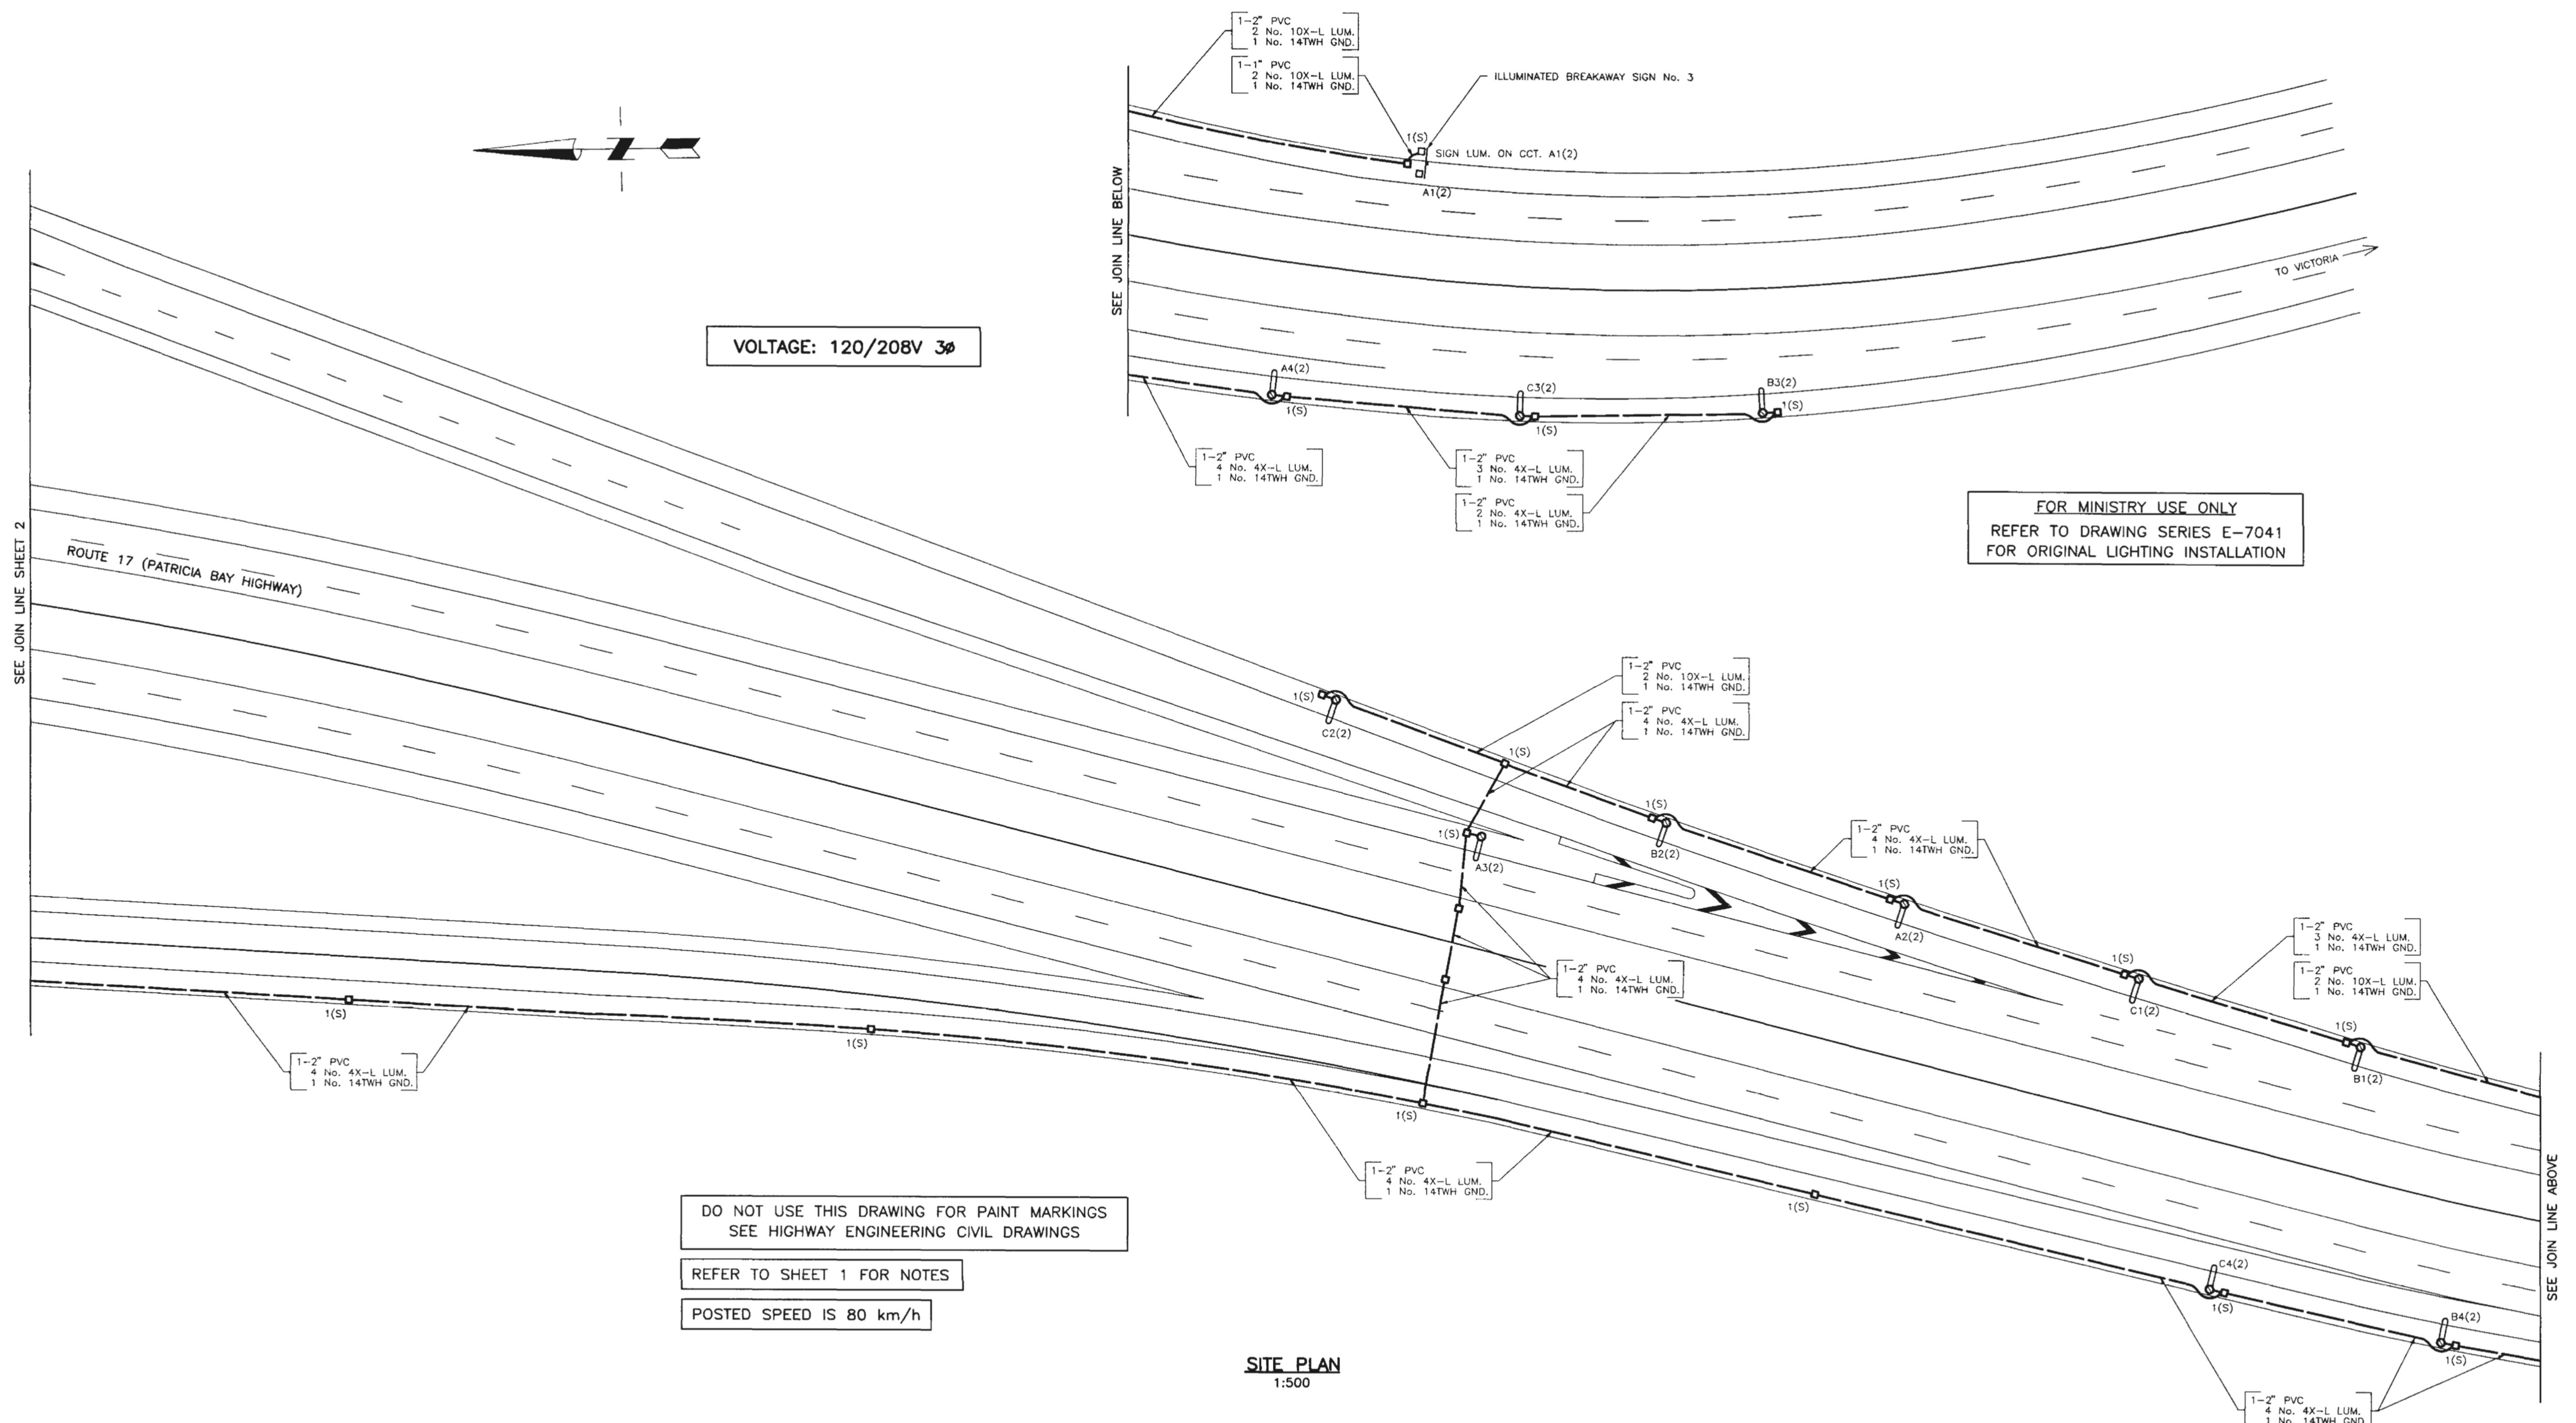 1-2" PVC
2 No. 10X-L LUM.
1 No. 14TWH GND.
1-1" PVC
2 No. 10X-L LUM.
1 No. 14TWH GND.
ILLUMINATED BREAKAWAY SIGN No. 3
1(S)
SIGN LUM. ON CCT. A1(2)
A1(2)
SEE JOIN LINE BELOW
TO VICTORIA
A4(2)
1(S)
C3(2)
1(S)
B3(2)
1(S)
1-2" PVC
4 No. 4X-L LUM.
1 No. 14TWH GND.
1-2" PVC
3 No. 4X-L LUM.
1 No. 14TWH GND.
1-2" PVC
2 No. 4X-L LUM.
1 No. 14TWH GND.
VOLTAGE: 120/208V 3ø
FOR MINISTRY USE ONLY
REFER TO DRAWING SERIES E-7041
FOR ORIGINAL LIGHTING INSTALLATION
SEE JOIN LINE SHEET 2
ROUTE 17 (PATRICIA BAY HIGHWAY)
1(S)
C2(2)
1-2" PVC
2 No. 10X-L LUM.
1 No. 14TWH GND.
1-2" PVC
4 No. 4X-L LUM.
1 No. 14TWH GND.
1(S)
1(S)
A3(2)
1(S)
B2(2)
1-2" PVC
4 No. 4X-L LUM.
1 No. 14TWH GND.
1(S)
A2(2)
1-2" PVC
3 No. 4X-L LUM.
1 No. 14TWH GND.
1-2" PVC
2 No. 10X-L LUM.
1 No. 14TWH GND.
1(S)
C1(2)
1(S)
B1(2)
1-2" PVC
4 No. 4X-L LUM.
1 No. 14TWH GND.
1(S)
1(S)
1-2" PVC
4 No. 4X-L LUM.
1 No. 14TWH GND.
1(S)
1-2" PVC
4 No. 4X-L LUM.
1 No. 14TWH GND.
1(S)
C4(2)
1(S)
B4(2)
1(S)
SEE JOIN LINE ABOVE
1-2" PVC
4 No. 4X-L LUM.
1 No. 14TWH GND.
DO NOT USE THIS DRAWING FOR PAINT MARKINGS
SEE HIGHWAY ENGINEERING CIVIL DRAWINGS
REFER TO SHEET 1 FOR NOTES
POSTED SPEED IS 80 km/h
SITE PLAN
1:500